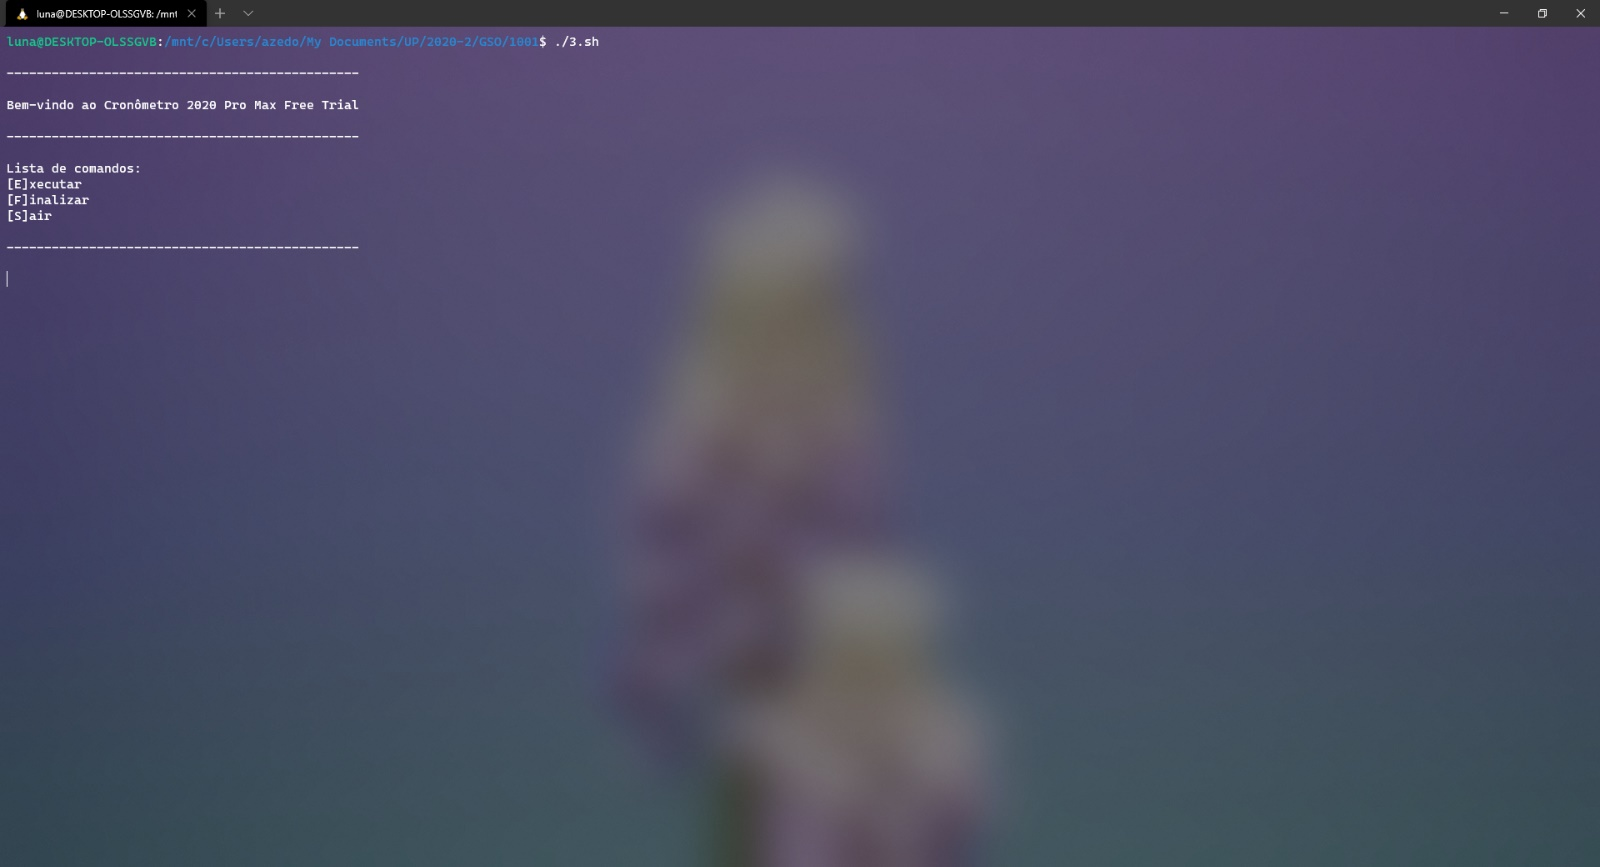 luna@DESKTOP-OLSSGVB: /mnt
luna@DESKTOP-OLSSGVB:/mnt/c/Users/azedo/My Documents/UP/2020-2/GSO/1001$ ./3.sh
-----------------------------------------------
Bem-vindo ao Cronômetro 2020 Pro Max Free Trial
-----------------------------------------------
Lista de comandos:
[E]xecutar
[F]inalizar
[S]air
-----------------------------------------------